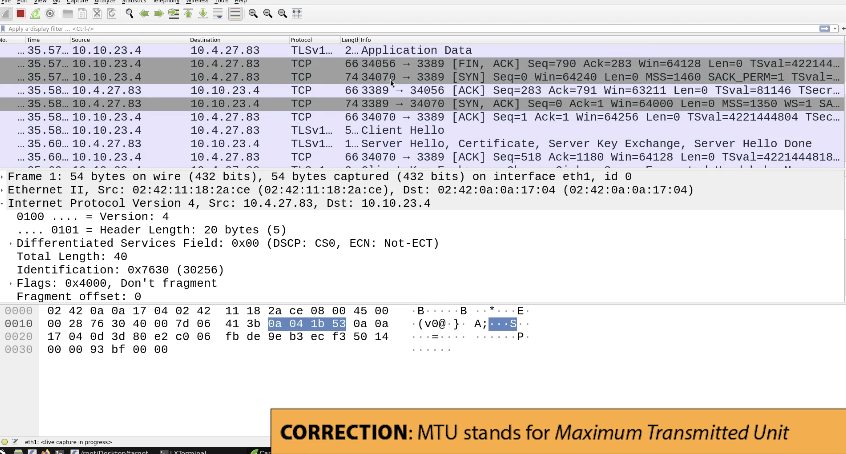 Apply a display filter ... <Ctrl-/>
No. Time Source Destination Protocol Length Info
35.57… 10.10.23.4 10.4.27.83 TLSv1… 2… Application Data
35.57… 10.10.23.4 10.4.27.83 TCP 66 34056 → 3389 [FIN, ACK] Seq=790 Ack=283 Win=64128 Len=0 TSval=422144…
35.57… 10.10.23.4 10.4.27.83 TCP 74 34070 → 3389 [SYN] Seq=0 Win=64240 Len=0 MSS=1460 SACK_PERM=1 TSval=…
35.58… 10.4.27.83 10.10.23.4 TCP 66 3389 → 34056 [ACK] Seq=283 Ack=791 Win=63211 Len=0 TSval=81146 TSecr…
35.58… 10.4.27.83 10.10.23.4 TCP 74 3389 → 34070 [SYN, ACK] Seq=0 Ack=1 Win=64000 Len=0 MSS=1350 WS=1 SA…
35.58… 10.10.23.4 10.4.27.83 TCP 66 34070 → 3389 [ACK] Seq=1 Ack=1 Win=64256 Len=0 TSval=4221444804 TSec…
35.58… 10.10.23.4 10.4.27.83 TLSv1… 5… Client Hello
35.60… 10.4.27.83 10.10.23.4 TLSv1… 1… Server Hello, Certificate, Server Key Exchange, Server Hello Done
35.60… 10.10.23.4 10.4.27.83 TCP 66 34070 → 3389 [ACK] Seq=518 Ack=1180 Win=64128 Len=0 TSval=4221444818…
Frame 1: 54 bytes on wire (432 bits), 54 bytes captured (432 bits) on interface eth1, id 0
Ethernet II, Src: 02:42:11:18:2a:ce (02:42:11:18:2a:ce), Dst: 02:42:0a:0a:17:04 (02:42:0a:0a:17:04)
Internet Protocol Version 4, Src: 10.4.27.83, Dst: 10.10.23.4
0100 .... = Version: 4
.... 0101 = Header Length: 20 bytes (5)
Differentiated Services Field: 0x00 (DSCP: CS0, ECN: Not-ECT)
Total Length: 40
Identification: 0x7630 (30256)
Flags: 0x4000, Don't fragment
Fragment offset: 0
0000 02 42 0a 0a 17 04 02 42 11 18 2a ce 08 00 45 00 ·B·····B ··*···E·
0010 00 28 76 30 40 00 7d 06 41 3b 0a 04 1b 53 0a 0a ·(v0@·}· A;···S··
0020 17 04 0d 3d 80 e2 c0 06 fb de 9e b3 ec f3 50 14 ···=···· ······P·
0030 00 00 93 bf 00 00 ······
CORRECTION: MTU stands for Maximum Transmitted Unit
eth1: <live capture in progress>